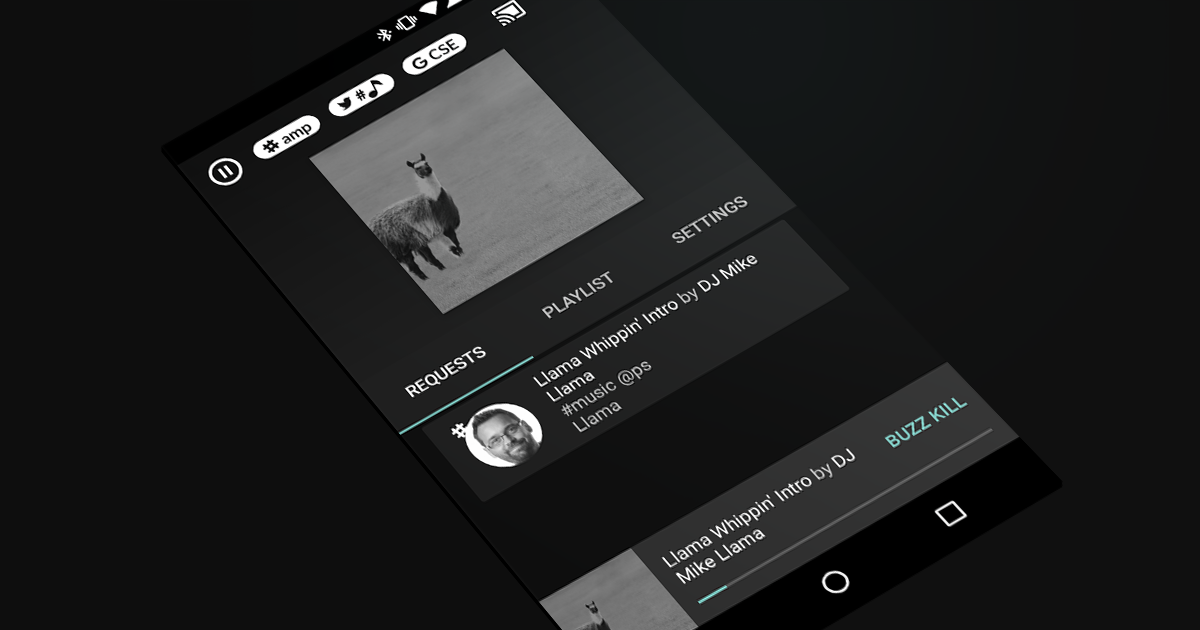 G CSE
#♪
# amp
SETTINGS
PLAYLIST
REQUESTS
Llama Whippin' Intro by DJ Mike
Llama
#music @ps
Llama
#
BUZZ KILL
Llama Whippin' Intro by DJ
Mike Llama